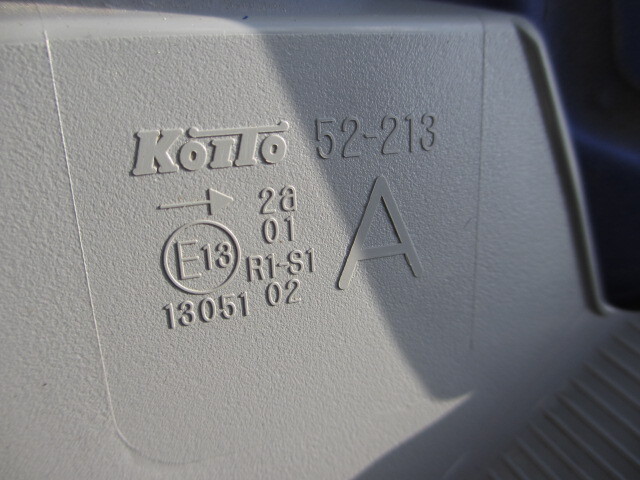 KoiTo 52-213
→ 2a
01
E13 R1-S1
13051 02
A